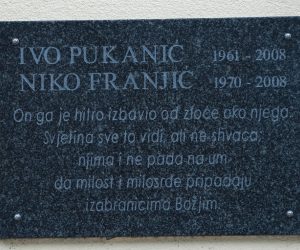 IVO PUKANIĆ 1961 - 2008
NIKO FRANJIĆ 1970 - 2008
On ga je hitro izbavio od zloće oko njega.
Svjetina sve to vidi, ali ne shvaća,
njima i ne pada na um
da milost i milosrđe pripadaju
izabranicima Božjim.